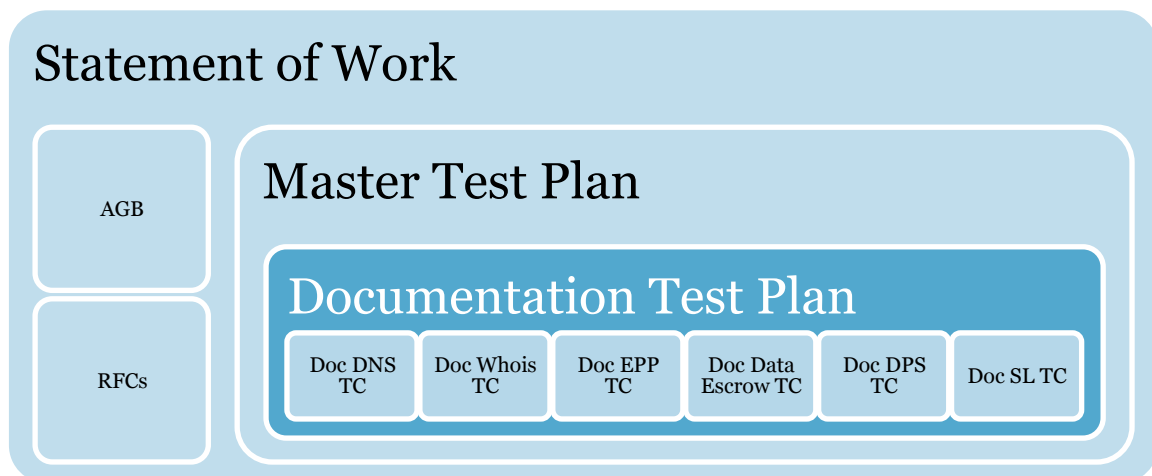 Statement of Work
AGB
RFCs
Master Test Plan
Documentation Test Plan
Doc DNS
TC
Doc Whois
TC
Doc EPP
TC
Doc Data
Escrow TC
Doc DPS
TC
Doc SL TC